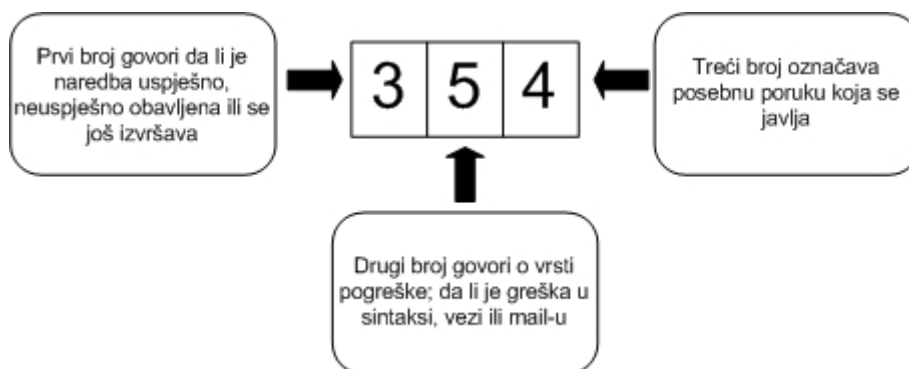 Prvi broj govori da li je
naredba uspješno,
neuspješno obavljena ili se
još izvršava
3 5 4
Treći broj označava
posebnu poruku koja se
javlja
Drugi broj govori o vrsti
pogreške; da li je greška u
sintaksi, vezi ili mail-u